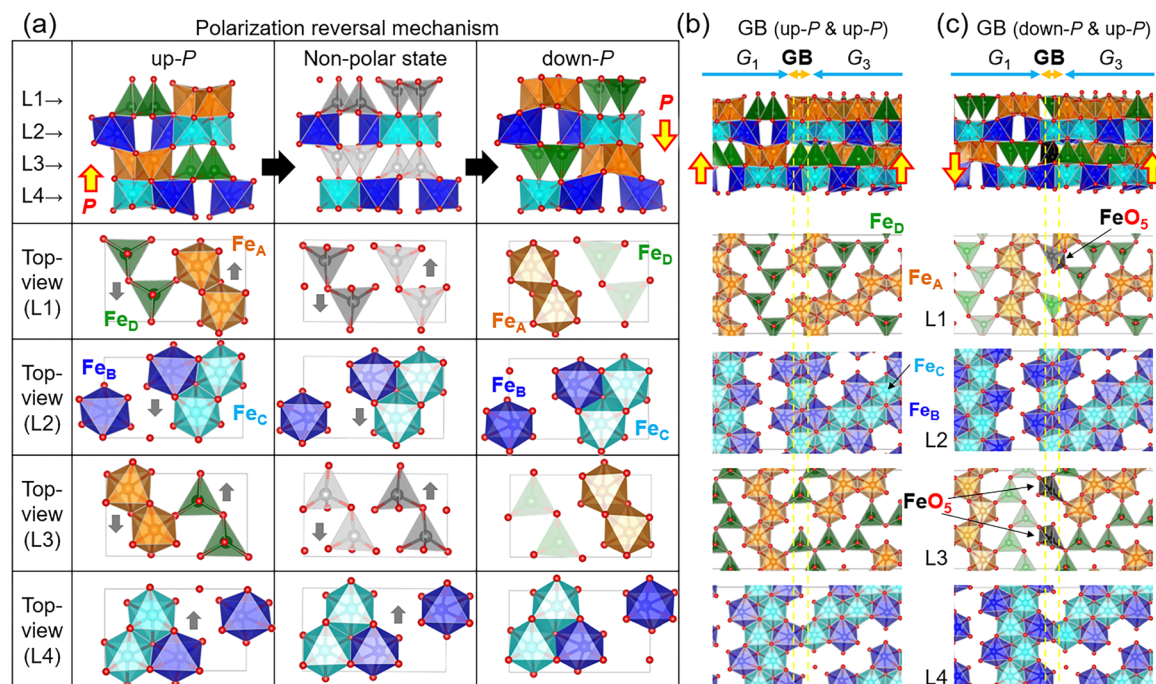 (a)
Polarization reversal mechanism
up-P
Non-polar state
down-P
L1→
L2→
L3→
L4→
P
P
Top-
view
(L1)
FeA
FeD
FeD
FeA
Top-
view
(L2)
FeB
FeC
FeB
FeC
Top-
view
(L3)
Top-
view
(L4)
(b)
GB (up-P & up-P)
G1
GB
G3
FeD
(c)
GB (down-P & up-P)
G1
GB
G3
FeO5
FeA
L1
FeC
FeB
L2
FeO5
L3
L4